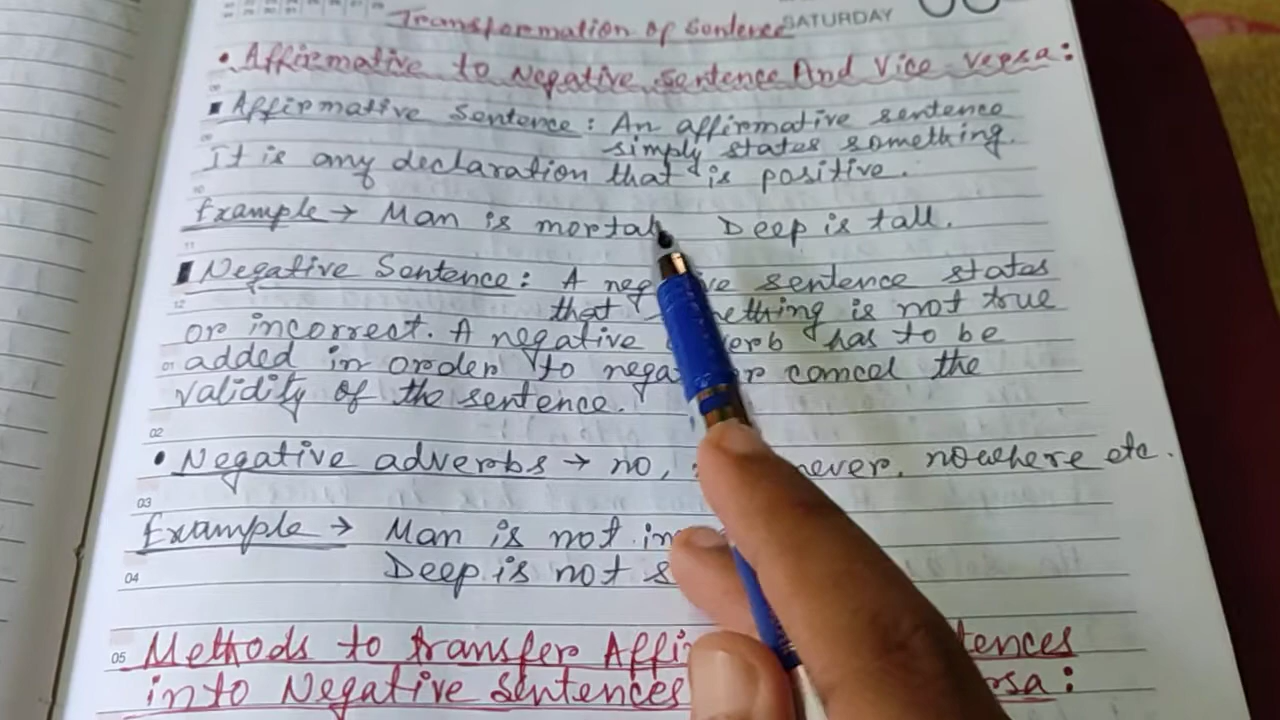 Transformation of Sentence
SATURDAY
• Affirmative to Negative Sentence And Vice-versa:
■ Affirmative Sentence: An affirmative sentence
simply states something.
It is any declaration that is positive.
Example → Man is mortal Deep is tall.
■ Negative Sentence: A negative sentence states
that something is not true
or incorrect. A negative adverb has to be
added in order to negate or cancel the
validity of the sentence.
• Negative adverbs → no, never, nowhere etc.
Example → Man is not
Deep is not
Methods to transfer
into Negative Sentences